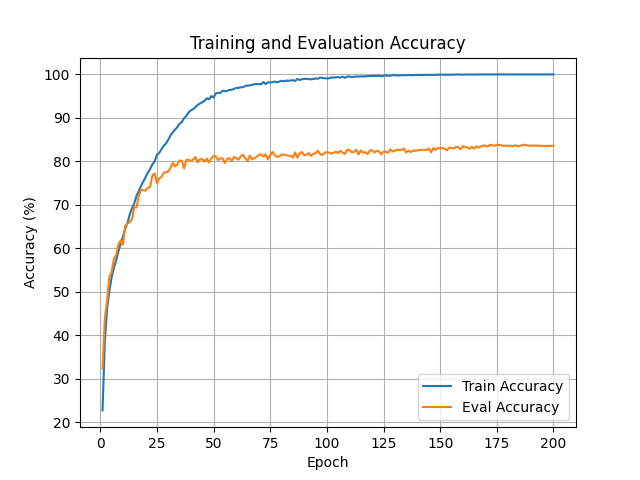 Training and Evaluation Accuracy
Accuracy (%)
100
90
80
70
60
50
40
30
20
Train Accuracy
Eval Accuracy
0 25 50 75 100 125 150 175 200
Epoch